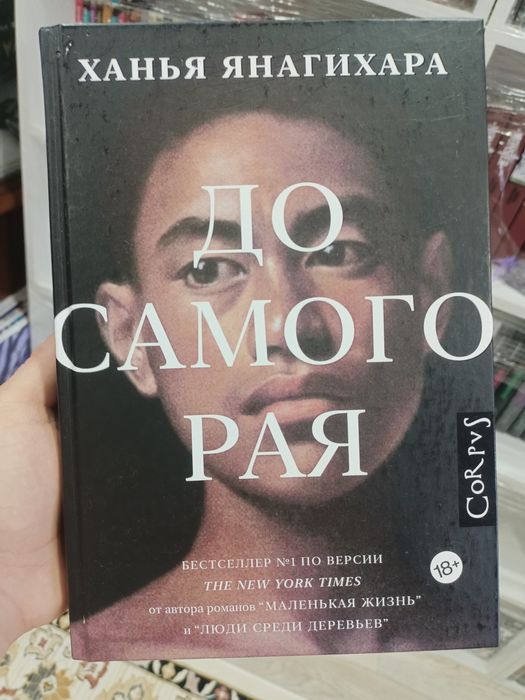 ХАНЬЯ ЯНАГИХАРА
ДО
САМОГО
РАЯ
CORPVS
БЕСТСЕЛЛЕР №1 ПО ВЕРСИИ
THE NEW YORK TIMES
от автора романов “МАЛЕНЬКАЯ ЖИЗНЬ”
и “ЛЮДИ СРЕДИ ДЕРЕВЬЕВ”
18+